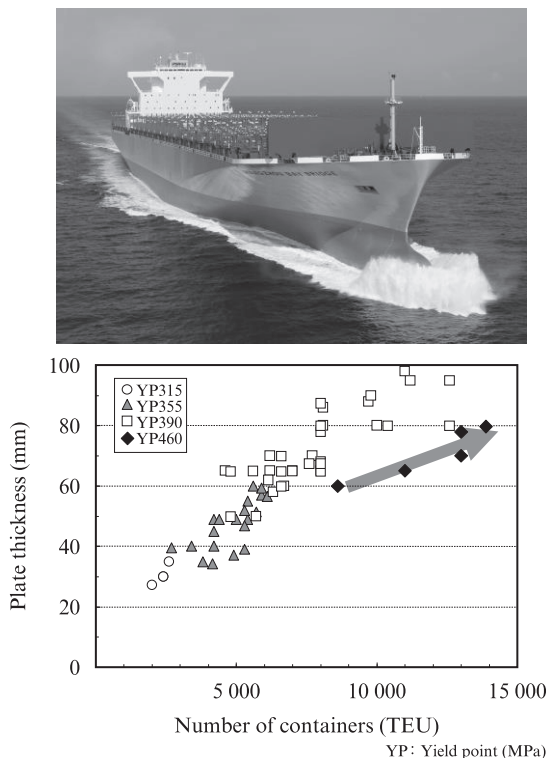 100
80
60
40
20
0
Plate thickness (mm)
YP315
YP355
YP390
YP460
5 000
10 000
15 000
Number of containers (TEU)
YP: Yield point (MPa)